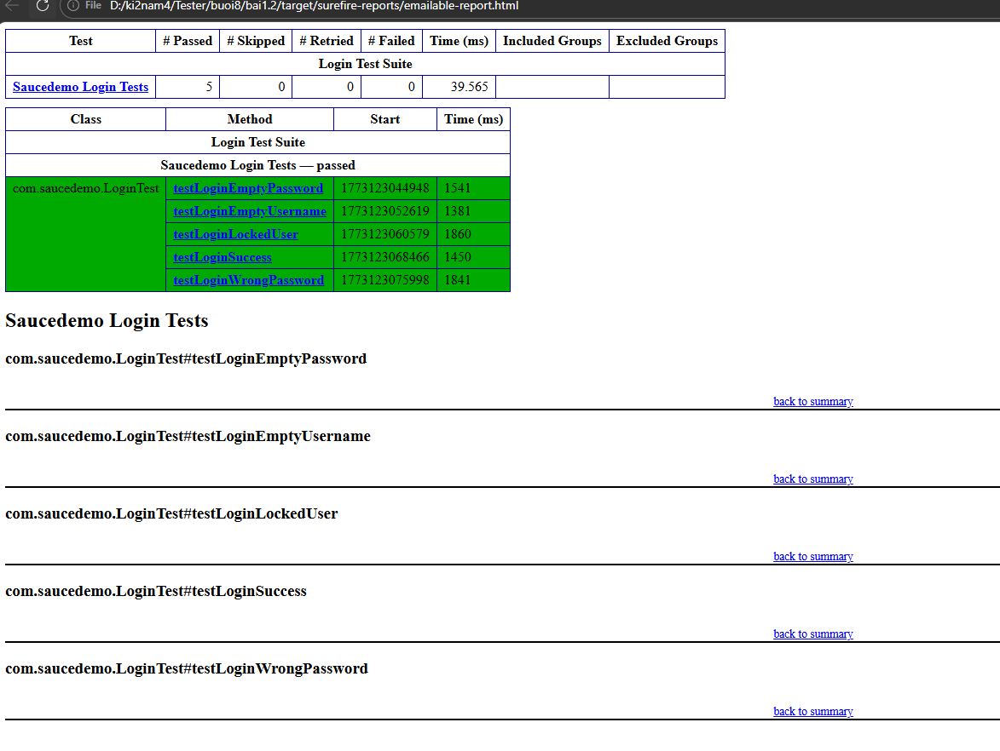 File D:/ki2nam4/Tester/buoi8/bai1.2/target/surefire-reports/emailable-report.html
Test # Passed # Skipped # Retried # Failed Time (ms) Included Groups Excluded Groups
Login Test Suite
Saucedemo Login Tests 5 0 0 0 39.565
Class Method Start Time (ms)
Login Test Suite
Saucedemo Login Tests — passed
com.saucedemo.LoginTest testLoginEmptyPassword 1773123044948 1541
testLoginEmptyUsername 1773123052619 1381
testLoginLockedUser 1773123060579 1860
testLoginSuccess 1773123068466 1450
testLoginWrongPassword 1773123075998 1841
Saucedemo Login Tests
com.saucedemo.LoginTest#testLoginEmptyPassword
back to summary
com.saucedemo.LoginTest#testLoginEmptyUsername
back to summary
com.saucedemo.LoginTest#testLoginLockedUser
back to summary
com.saucedemo.LoginTest#testLoginSuccess
back to summary
com.saucedemo.LoginTest#testLoginWrongPassword
back to summary